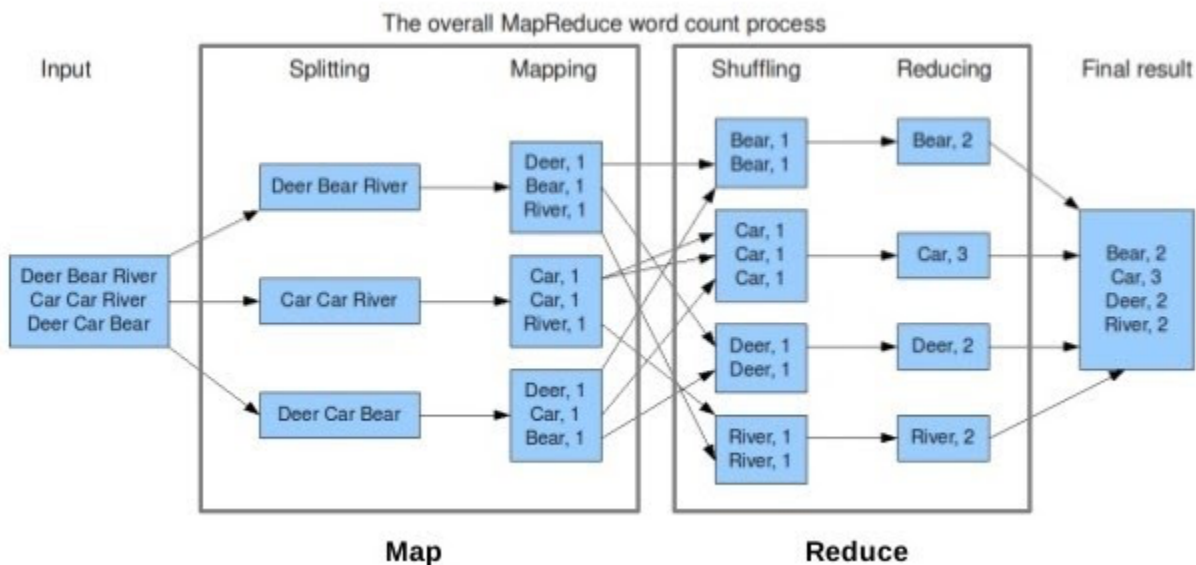 The overall MapReduce word count process
Input
Splitting
Mapping
Shuffling
Reducing
Final result
Deer Bear River
Car Car River
Deer Car Bear
Deer Bear River
Car Car River
Deer Car Bear
Deer, 1
Bear, 1
River, 1
Car, 1
Car, 1
River, 1
Deer, 1
Car, 1
Bear, 1
Bear, 1
Bear, 1
Car, 1
Car, 1
Car, 1
Deer, 1
Deer, 1
River, 1
River, 1
Bear, 2
Car, 3
Deer, 2
River, 2
Bear, 2
Car, 3
Deer, 2
River, 2
Map
Reduce